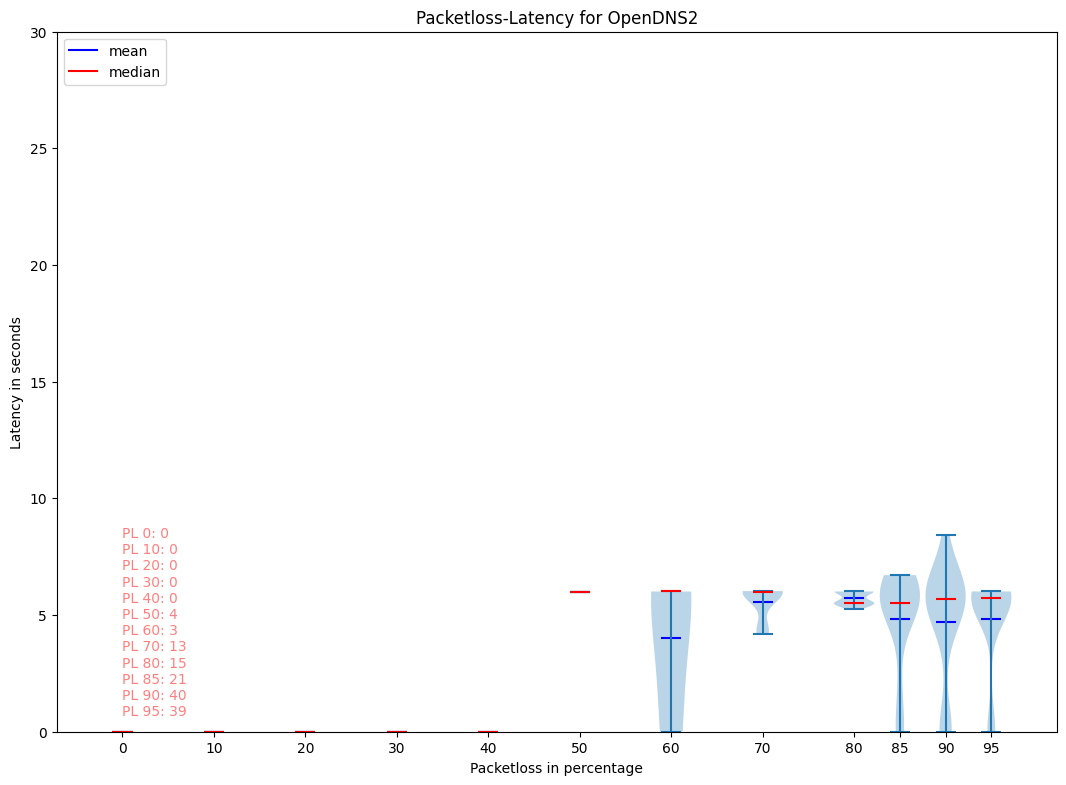 Packetloss-Latency for OpenDNS2
mean
median
30
25
20
15
10
5
0
Latency in seconds
PL 0: 0
PL 10: 0
PL 20: 0
PL 30: 0
PL 40: 0
PL 50: 4
PL 60: 3
PL 70: 13
PL 80: 15
PL 85: 21
PL 90: 40
PL 95: 39
0 10 20 30 40 50 60 70 80 85 90 95
Packetloss in percentage